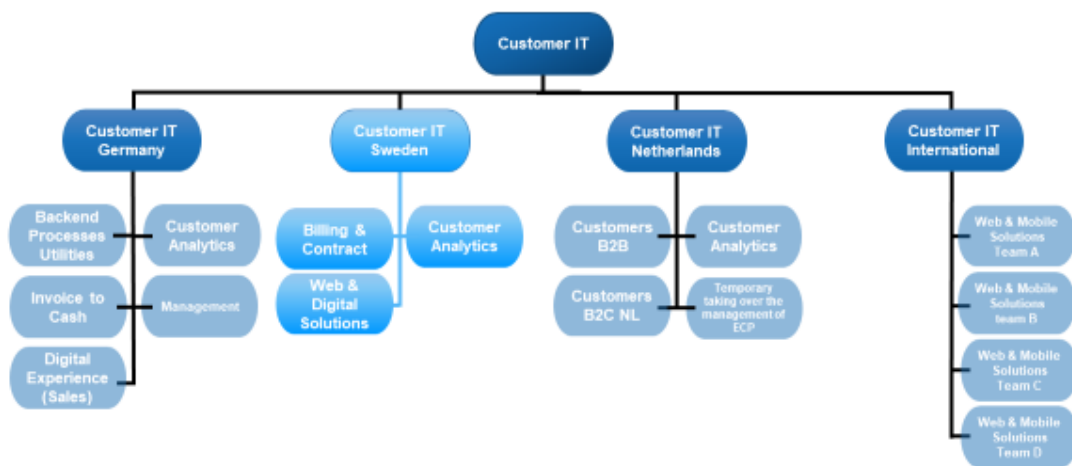 Customer IT
Customer IT
Germany
Customer IT
Sweden
Customer IT
Netherlands
Customer IT
International
Backend
Processes
Utilities
Customer
Analytics
Invoice to
Cash
Management
Digital
Experience
(Sales)
Billing &
Contract
Customer
Analytics
Web &
Digital
Solutions
Customers
B2B
Customer
Analytics
Customers
B2C NL
Temporary
taking over the
management of
ECP
Web & Mobile
Solutions
Team A
Web & Mobile
Solutions
team B
Web & Mobile
Solutions
Team C
Web & Mobile
Solutions
Team D